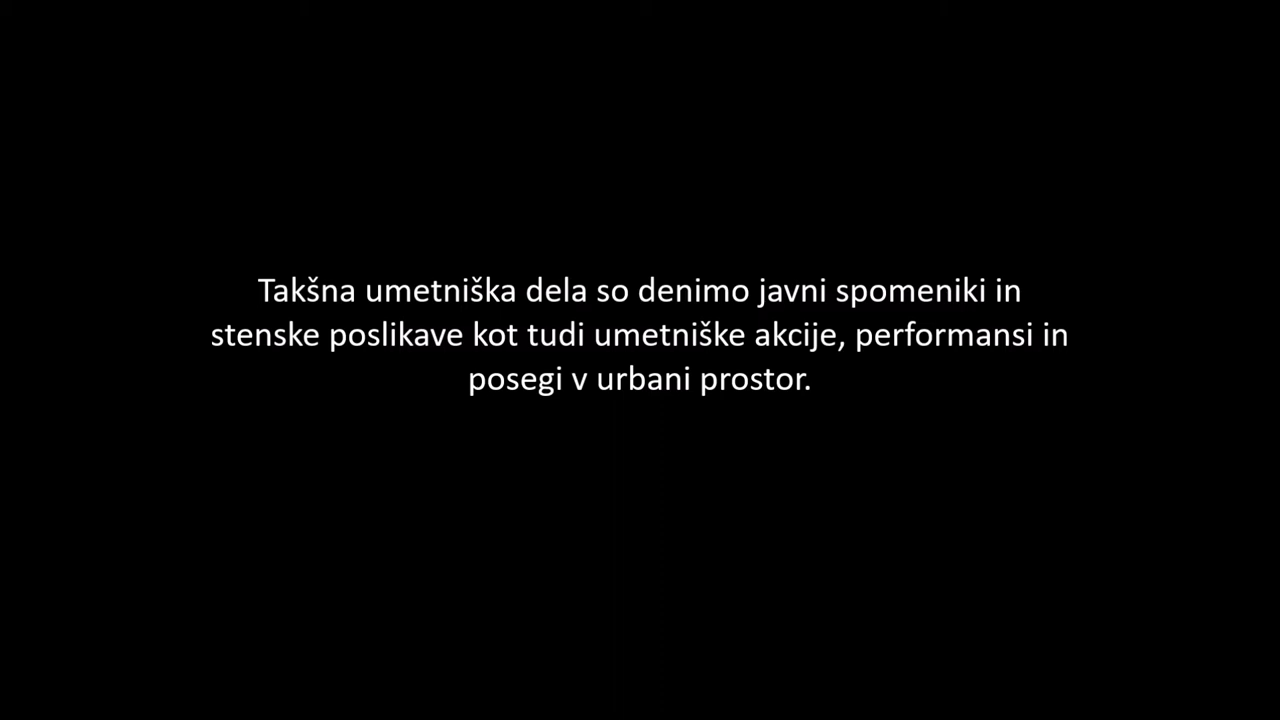 Takšna umetniška dela so denimo javni spomeniki in
stenske poslikave kot tudi umetniške akcije, performansi in
posegi v urbani prostor.